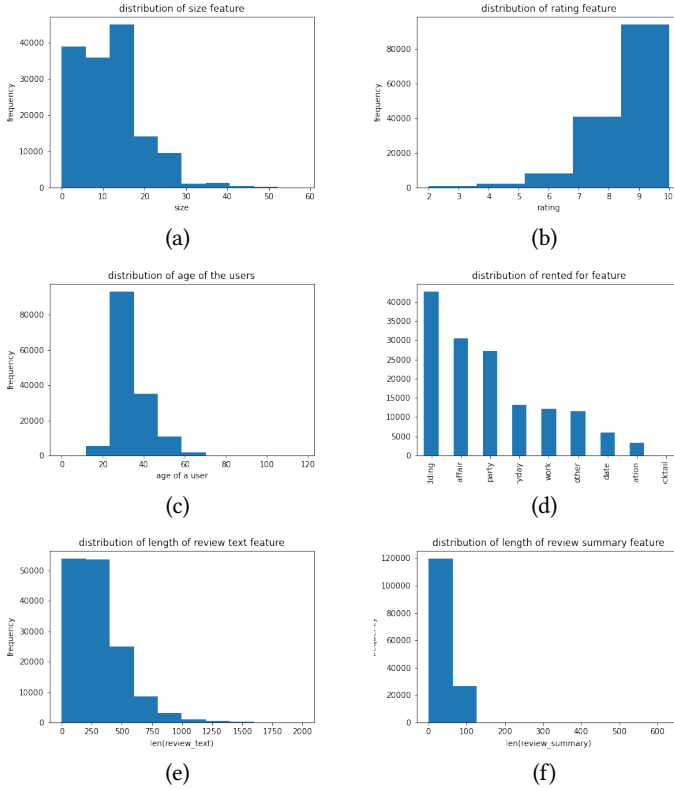 distribution of size feature
frequency
40000
30000
20000
10000
0
0 10 20 30 40 50 60
size
(a)
distribution of rating feature
frequency
80000
60000
40000
20000
0
2 3 4 5 6 7 8 9 10
rating
(b)
distribution of age of the users
frequency
80000
60000
40000
20000
0
0 20 40 60 80 100 120
age of a user
(c)
distribution of rented for feature
40000
35000
30000
25000
20000
15000
10000
5000
0
dding affair party ryday work other date ation cktail
(d)
distribution of length of review text feature
frequency
50000
40000
30000
20000
10000
0
0 250 500 750 1000 1250 1500 1750 2000
len(review_text)
(e)
distribution of length of review summary feature
120000
100000
80000
60000
40000
20000
0
0 100 200 300 400 500 600
len(review_summary)
(f)